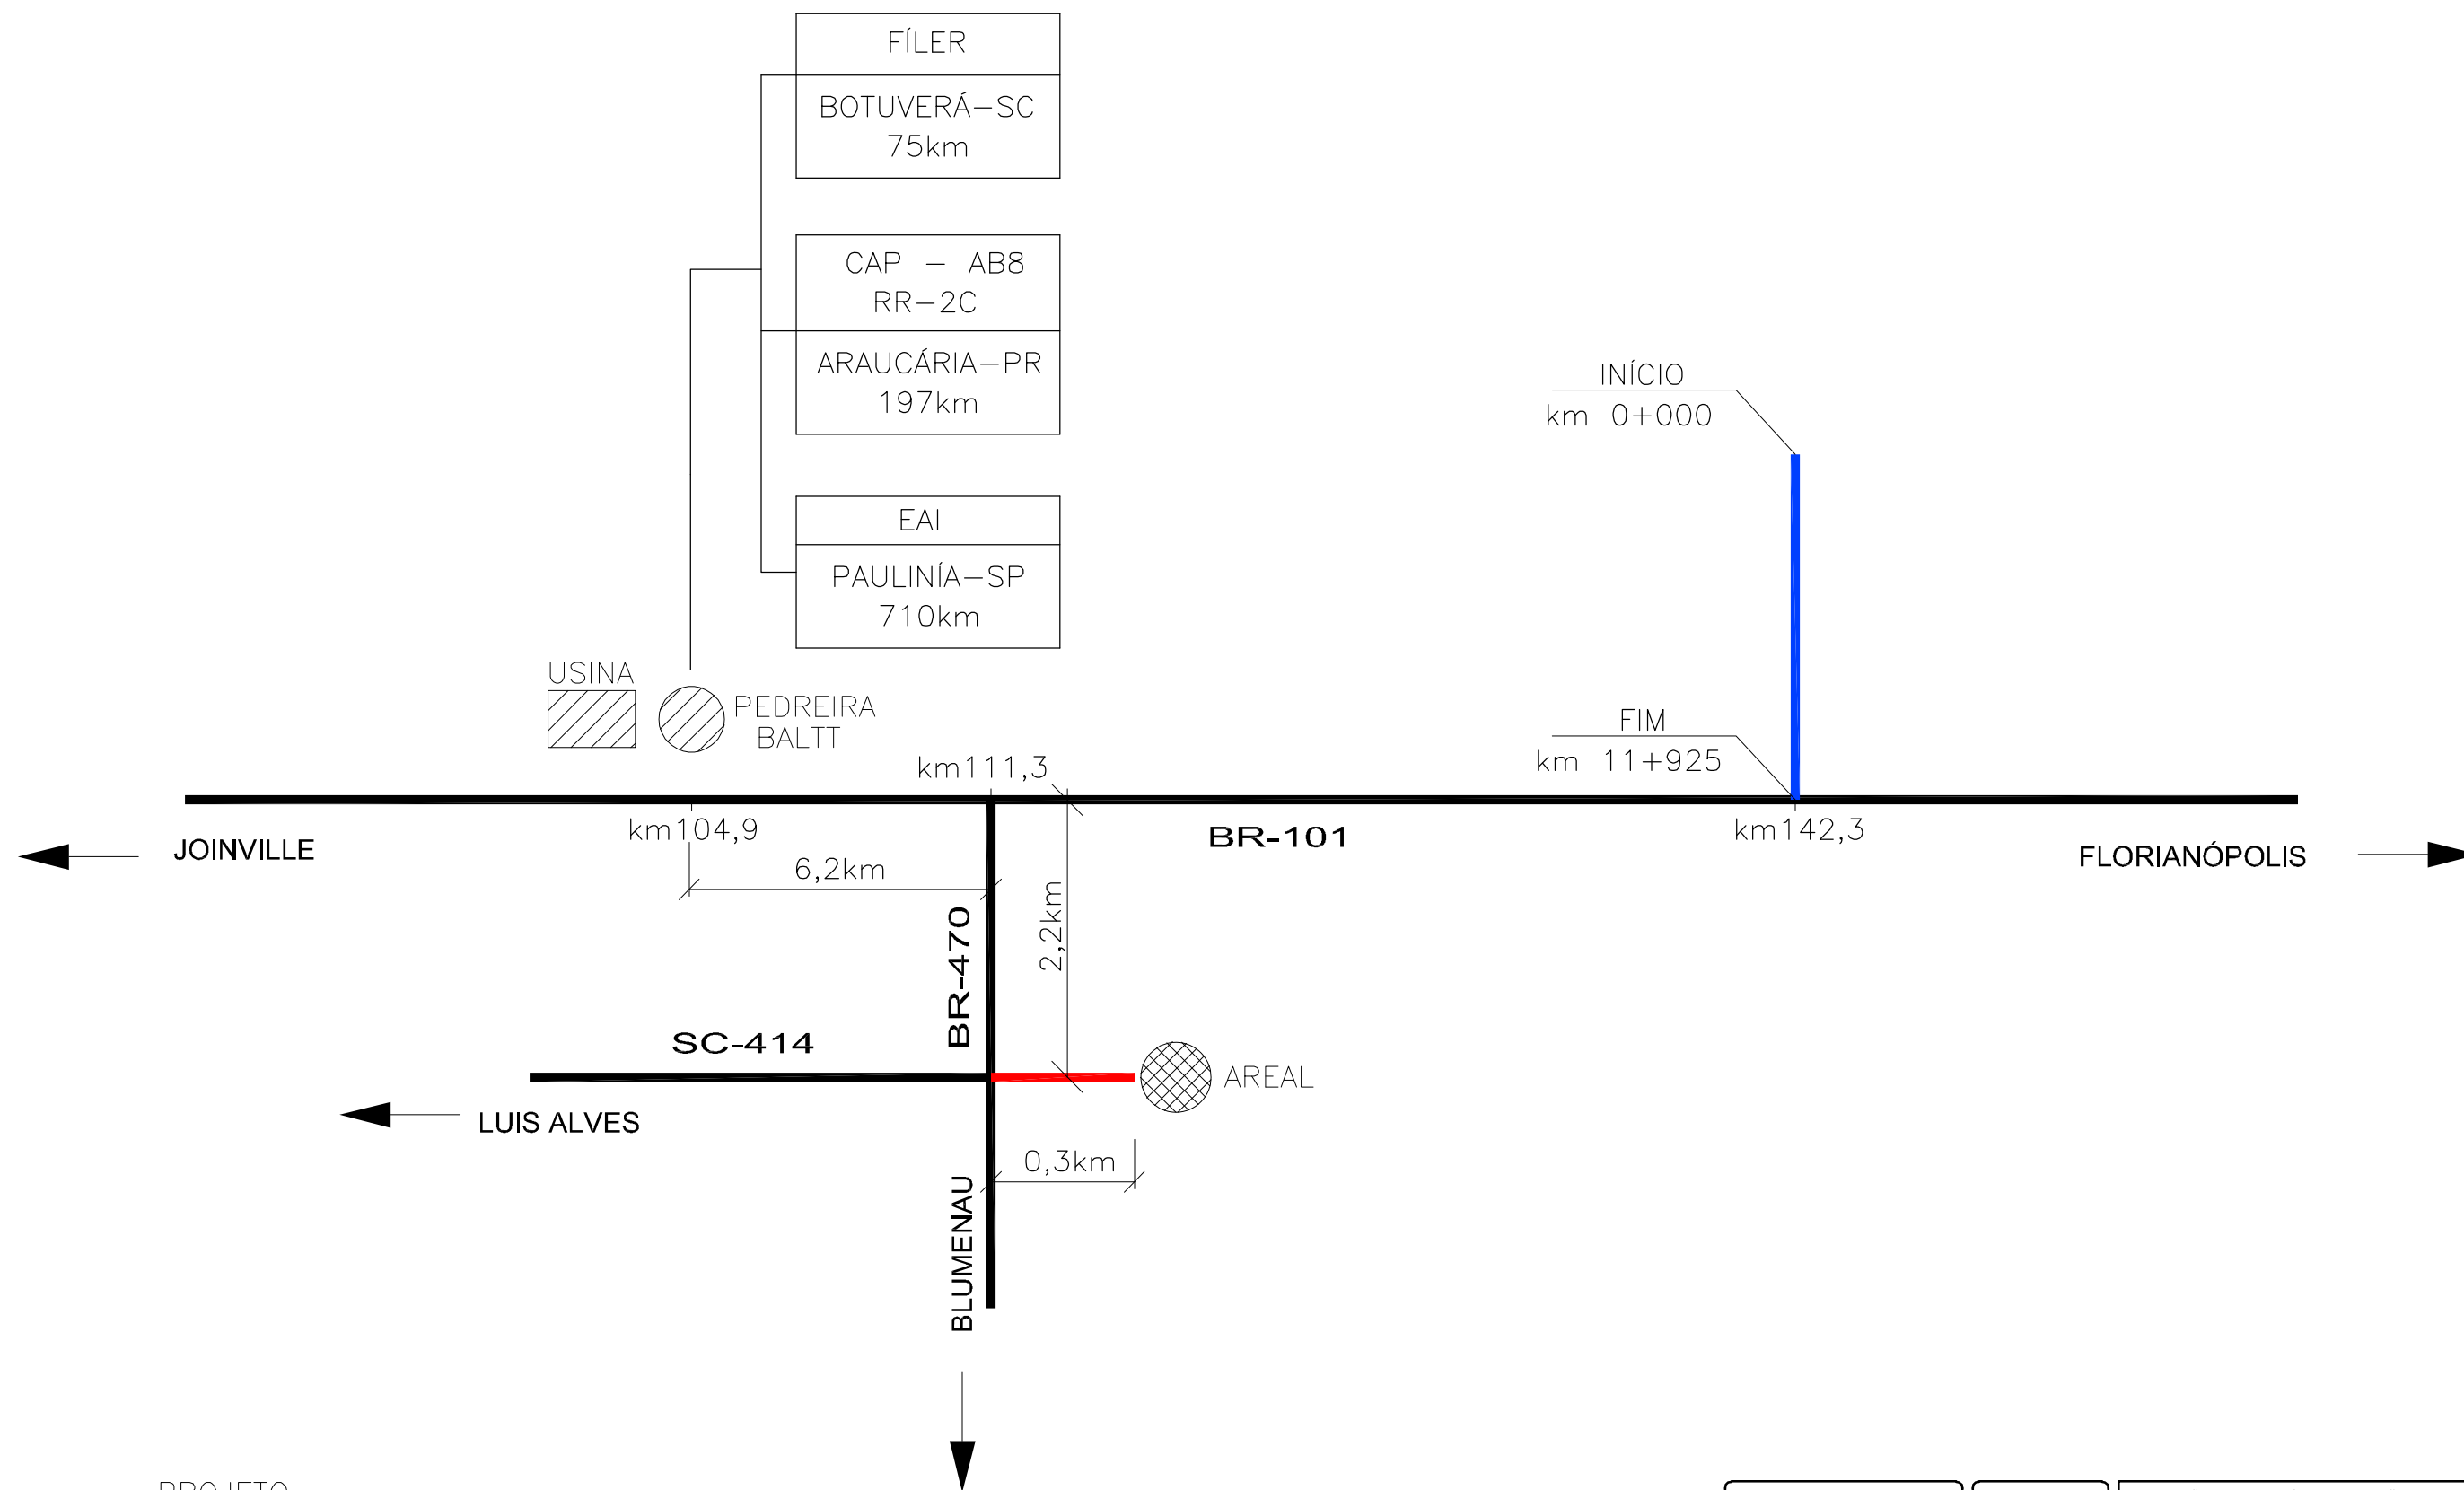 FÍLER
BOTUVERÁ-SC
75km
CAP - AB8
RR-2C
ARAUCÁRIA-PR
197km
INÍCIO
km 0+000
EAI
PAULINÍA-SP
710km
USINA
PEDREIRA
BALTT
FIM
km 11+925
km111,3
km104,9
BR-101
km142,3
JOINVILLE
FLORIANÓPOLIS
6,2km
2,2km
BR-470
SC-414
AREAL
LUIS ALVES
0,3km
BLUMENAU
PROJETO